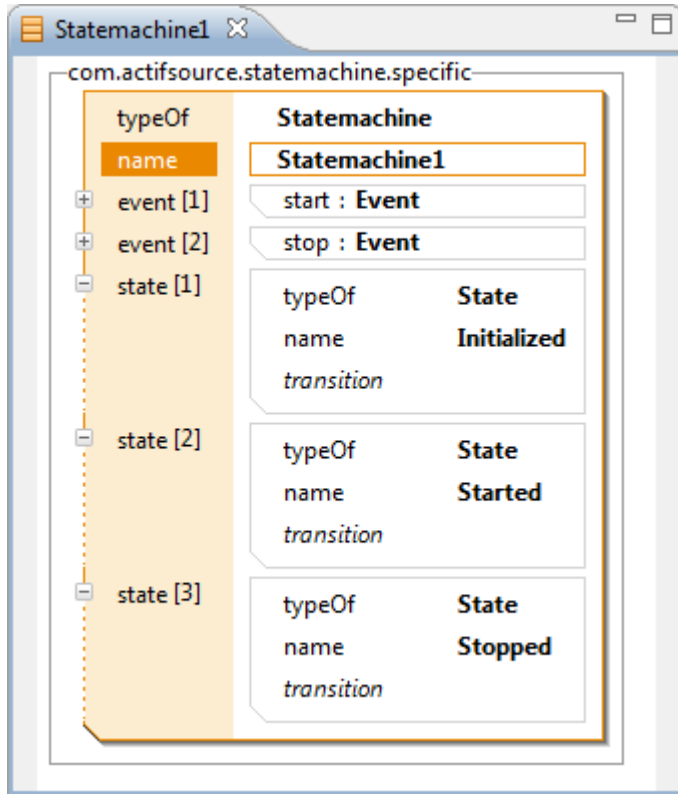 Statemachine1
com.actifsource.statemachine.specific
typeOf Statemachine
name Statemachine1
event [1] start : Event
event [2] stop : Event
state [1] typeOf State
name Initialized
transition
state [2] typeOf State
name Started
transition
state [3] typeOf State
name Stopped
transition